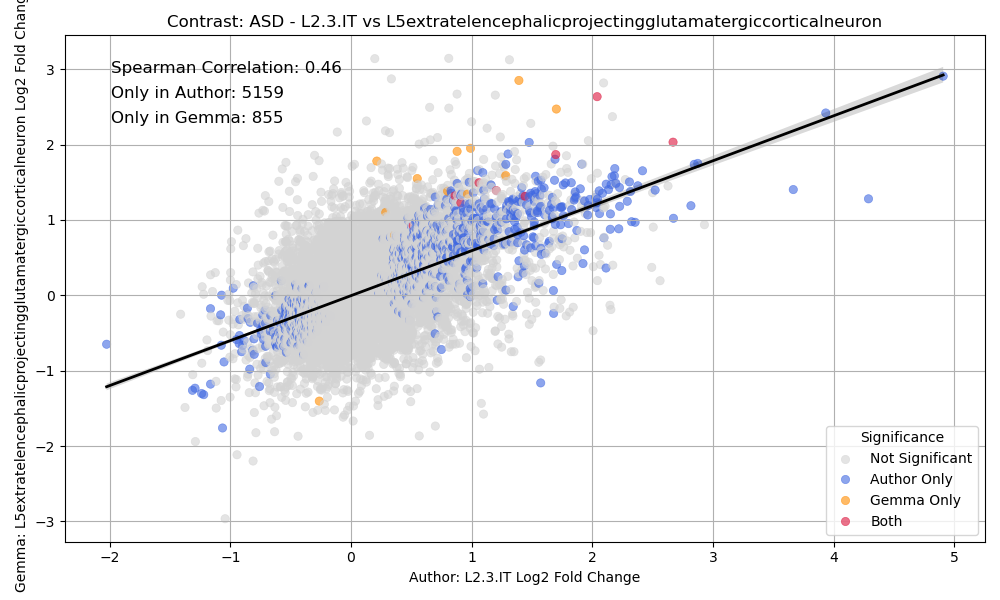 Contrast: ASD - L2.3.IT vs L5extratelencephalicprojectingglutamatergiccorticalneuron
Gemma: L5extratelencephalicprojectingglutamatergiccorticalneuron Log2 Fold Chang
Spearman Correlation: 0.46
Only in Author: 5159
Only in Gemma: 855
3
2
1
0
−1
−2
−3
Significance
Not Significant
Author Only
Gemma Only
Both
−2 −1 0 1 2 3 4 5
Author: L2.3.IT Log2 Fold Change